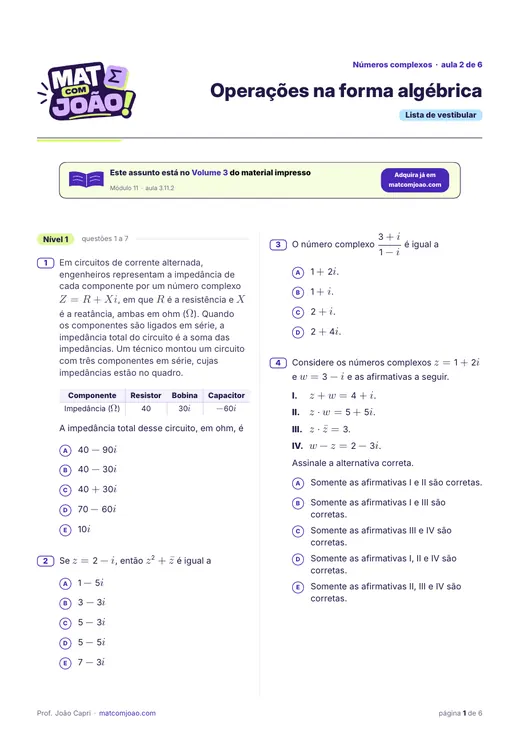 MAT Σ
COM
JOÃO!
Números complexos · aula 2 de 6
Operações na forma algébrica
Lista de vestibular
Este assunto está no Volume 3 do material impresso
Módulo 11 · aula 3.11.2
Adquira já em
matcomjoao.com
Nível 1 questões 1 a 7
1 Em circuitos de corrente alternada,
engenheiros representam a impedância de
cada componente por um número complexo
Z = R + Xi, em que R é a resistência e X
é a reatância, ambas em ohm (Ω). Quando
os componentes são ligados em série, a
impedância total do circuito é a soma das
impedâncias. Um técnico montou um circuito
com três componentes em série, cujas
impedâncias estão no quadro.
Componente Resistor Bobina Capacitor
Impedância (Ω) 40 30i −60i
A impedância total desse circuito, em ohm, é
A 40 − 90i
B 40 − 30i
C 40 + 30i
D 70 − 60i
E 10i
2 Se z = 2 − i, então z² + z̄ é igual a
A 1 − 5i
B 3 − 3i
C 5 − 3i
D 5 − 5i
E 7 − 3i
3 O número complexo (3 + i)/(1 − i) é igual a
A 1 + 2i.
B 1 + i.
C 2 + i.
D 2 + 4i.
4 Considere os números complexos z = 1 + 2i
e w = 3 − i e as afirmativas a seguir.
I. z + w = 4 + i.
II. z · w = 5 + 5i.
III. z · z̄ = 3.
IV. w − z = 2 − 3i.
Assinale a alternativa correta.
A Somente as afirmativas I e II são corretas.
B Somente as afirmativas I e III são
corretas.
C Somente as afirmativas III e IV são
corretas.
D Somente as afirmativas I, II e IV são
corretas.
E Somente as afirmativas II, III e IV são
corretas.
Prof. João Capri · matcomjoao.com
página 1 de 6